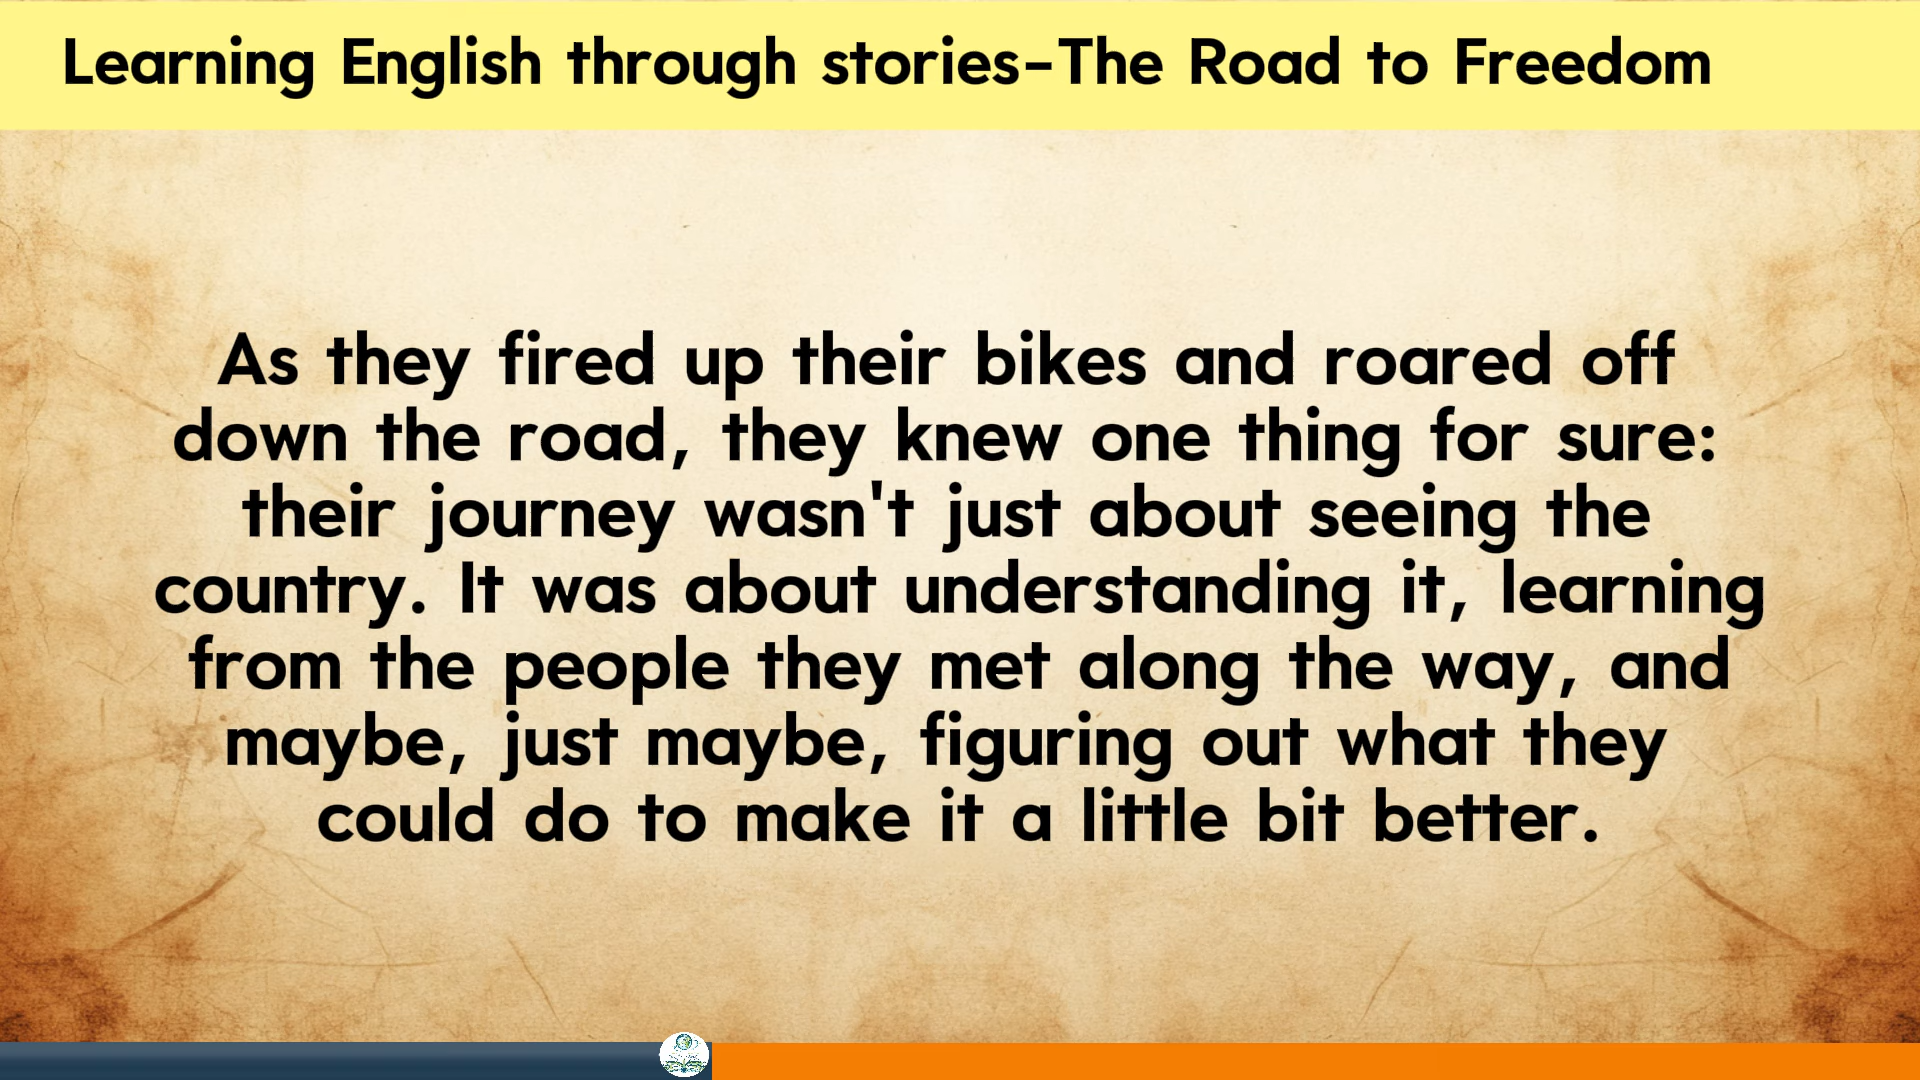 Learning English through stories-The Road to Freedom
As they fired up their bikes and roared off
down the road, they knew one thing for sure:
their journey wasn't just about seeing the
country. It was about understanding it, learning
from the people they met along the way, and
maybe, just maybe, figuring out what they
could do to make it a little bit better.